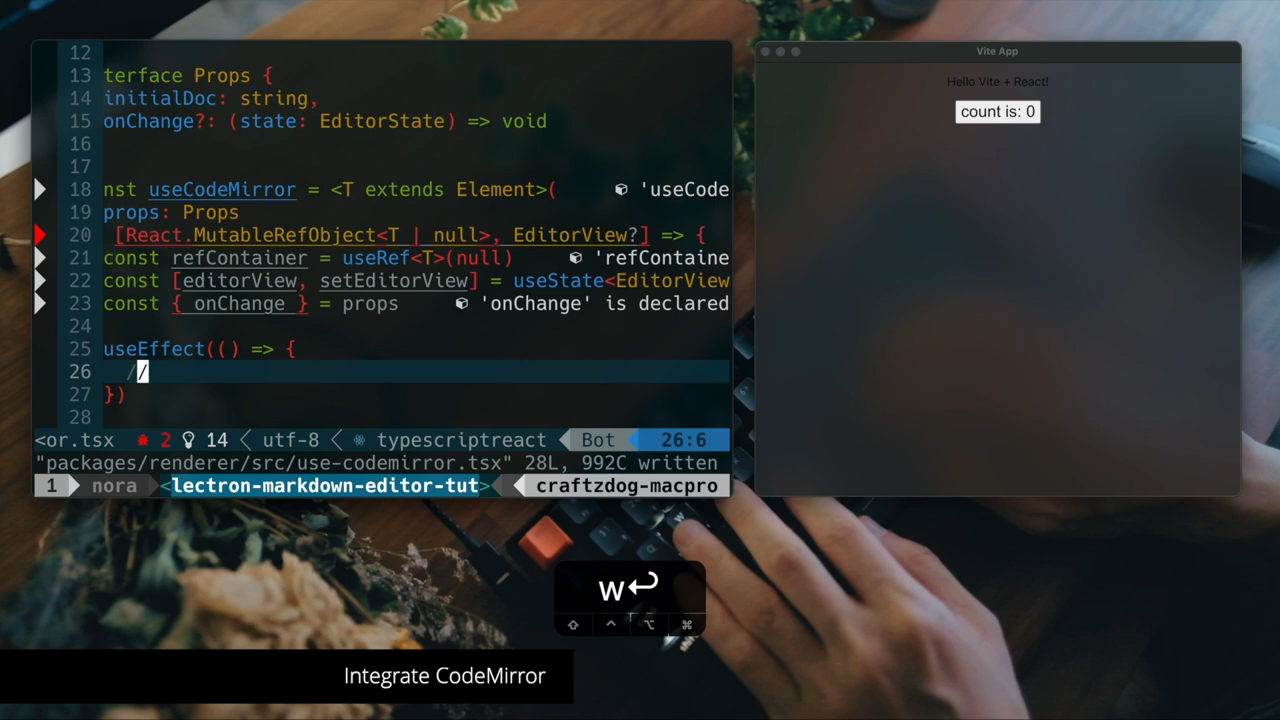 12
13 terface Props {
14 initialDoc: string,
15 onChange?: (state: EditorState) => void
16
17
18 nst useCodeMirror = <T extends Element>( 'useCode
19 props: Props
20 [React.MutableRefObject<T | null>, EditorView?] => {
21 const refContainer = useRef<T>(null) 'refContaine
22 const [editorView, setEditorView] = useState<EditorView
23 const { onChange } = props 'onChange' is declared
24
25 useEffect(() => {
26 //
27 })
28
<or.tsx 2 14 utf-8 typescriptreact Bot 26:6
"packages/renderer/src/use-codemirror.tsx" 28L, 992C written
1 nora <lectron-markdown-editor-tut> craftzdog-macpro
Vite App
Hello Vite + React!
count is: 0
w↩
⇧ ^ ⌥ ⌘
Integrate CodeMirror